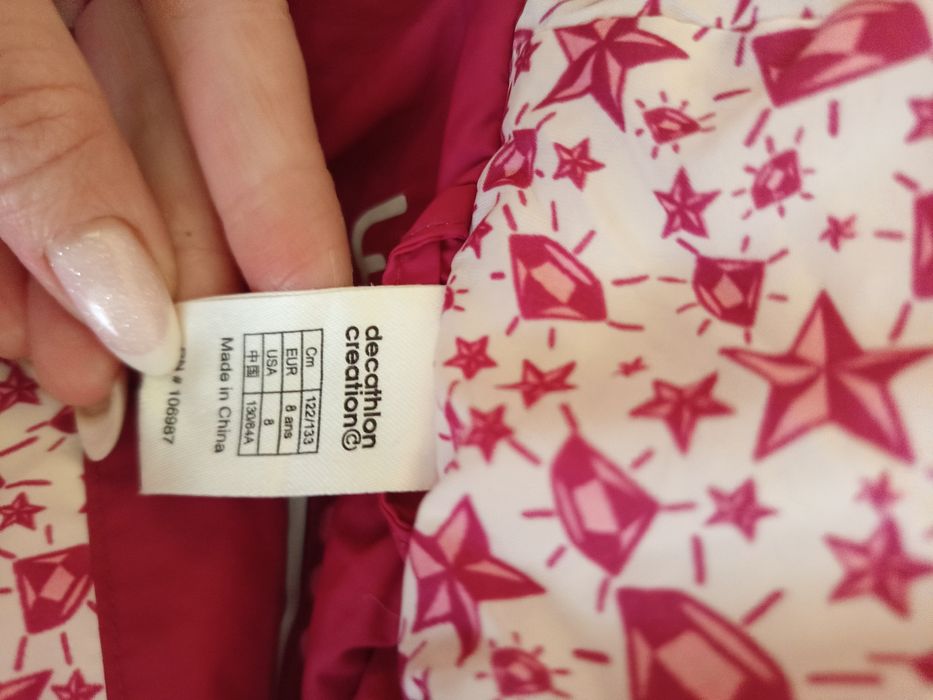 decathlon
creation©
Cm 122/133
EUR 8 ans
USA 8
中国 130/64A
Made in China
# 106987